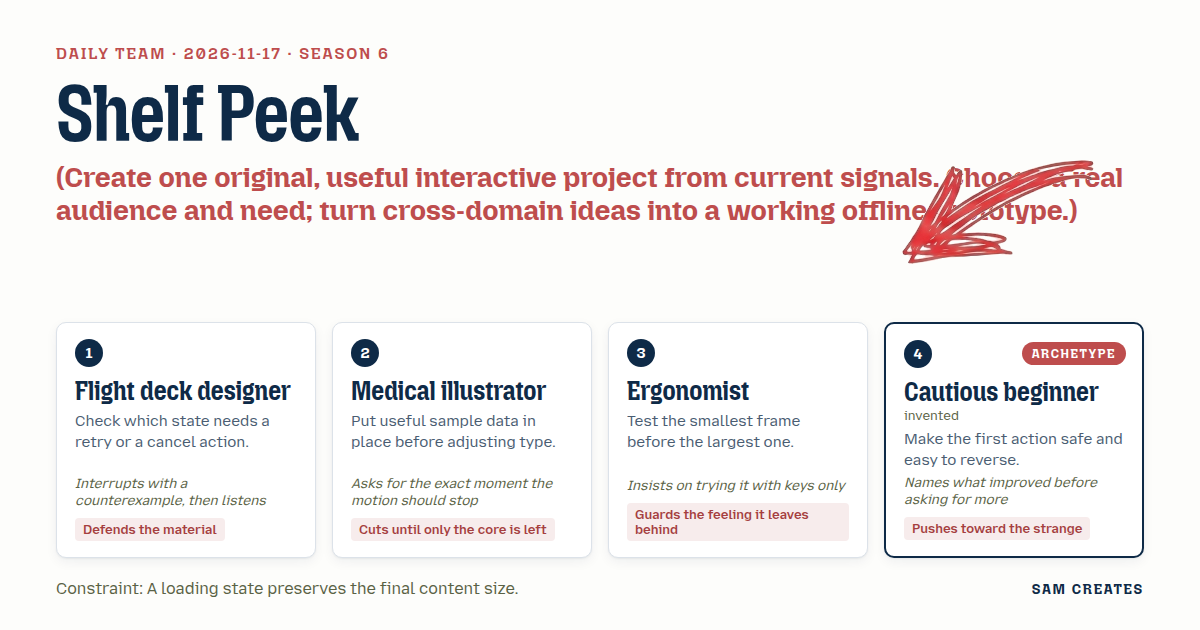 DAILY TEAM · 2026-11-17 · SEASON 6
Shelf Peek
(Create one original, useful interactive project from current signals. real
audience and need; turn cross-domain ideas into a working offline
1
Flight deck designer
Check which state needs a
retry or a cancel action.
Interrupts with a
counterexample, then listens
Defends the material
2
Medical illustrator
Put useful sample data in
place before adjusting type.
Asks for the exact moment the
motion should stop
Cuts until only the core is left
3
Ergonomist
Test the smallest frame
before the largest one.
Insists on trying it with keys only
Guards the feeling it leaves
behind
4
ARCHETYPE
Cautious beginner
invented
Make the first action safe and
easy to reverse.
Names what improved before
asking for more
Pushes toward the strange
Constraint: A loading state preserves the final content size.
SAM CREATES